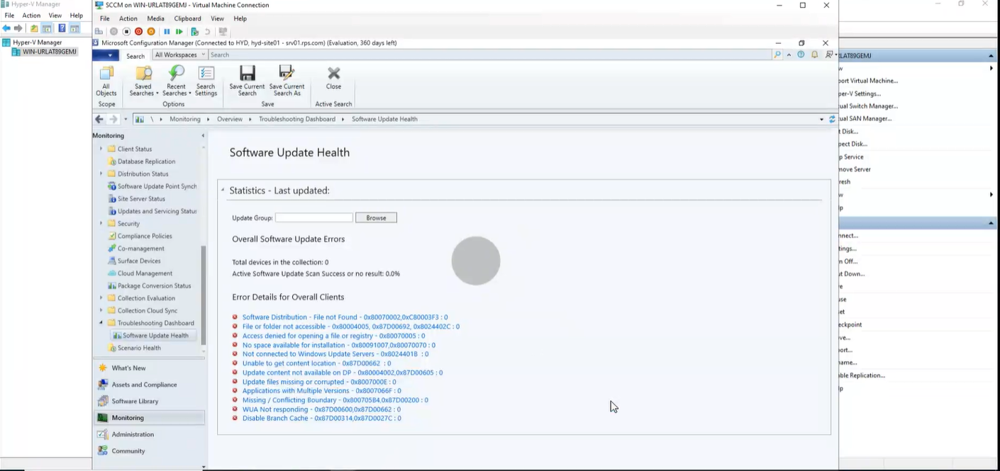 Hyper-V Manager
File Action View Help
Hyper-V Manager
WIN-URLAT89GEMJ
SCCM on WIN-URLAT89GEMJ - Virtual Machine Connection
File Action Media Clipboard View Help
Microsoft Configuration Manager (Connected to HYD, hyd-site01 - srv01.rps.com) (Evaluation, 360 days left)
Search All Workspaces Search
All Objects
Saved Searches
Recent Searches
Search Settings
Save Current Search
Save Current Search As
Close
Scope Options Save Active Search
\ Monitoring Overview Troubleshooting Dashboard Software Update Health
Monitoring
Client Status
Database Replication
Distribution Status
Software Update Point Synch
Site Server Status
Updates and Servicing Status
Security
Compliance Policies
Co-management
Surface Devices
Cloud Management
Package Conversion Status
Collection Evaluation
Collection Cloud Sync
Troubleshooting Dashboard
Software Update Health
Scenario Health
What's New
Assets and Compliance
Software Library
Monitoring
Administration
Community
Software Update Health
Statistics - Last updated:
Update Group: Browse
Overall Software Update Errors
Total devices in the collection: 0
Active Software Update Scan Success or no result: 0.0%
Error Details for Overall Clients
Software Distribution - File not Found - 0x80070002,0xC80003F3 : 0
File or folder not accessible - 0x80004005, 0x87D00692, 0x8024402C : 0
Access denied for opening a file or registry - 0x80070005 : 0
No space available for installation - 0x80091007,0x80070070 : 0
Not connected to Windows Update Servers - 0x8024401B : 0
Unable to get content location - 0x87D00662 : 0
Update content not available on DP - 0x80004002,0x87D00605 : 0
Update files missing or corrupted - 0x8007000E : 0
Applications with Multiple Versions - 0x8007066F : 0
Missing / Conflicting Boundary - 0x800705B4,0x87D00200 : 0
WUA Not responding - 0x87D00600,0x87D00662 : 0
Disable Branch Cache - 0x87D00314,0x87D0027C : 0
LAT89GEMJ
w
port Virtual Machine...
per-V Settings...
ual Switch Manager...
ual SAN Manager...
t Disk...
pect Disk...
p Service
move Server
resh
w
lp
nnect...
tings...
n Off...
ut Down...
e
use
set
eckpoint
ve...
ort...
name...
able Replication...
lp